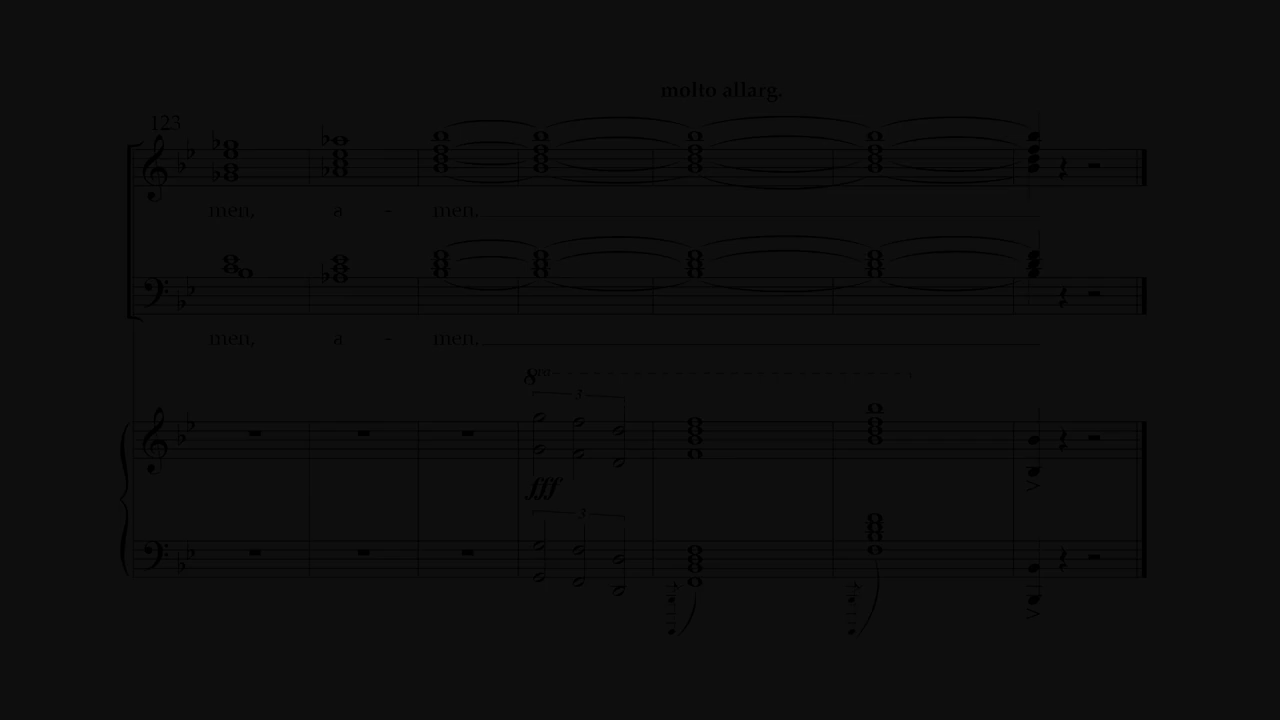 molto allarg.
123
men, a - men.
men, a - men.
8va
3
fff
3